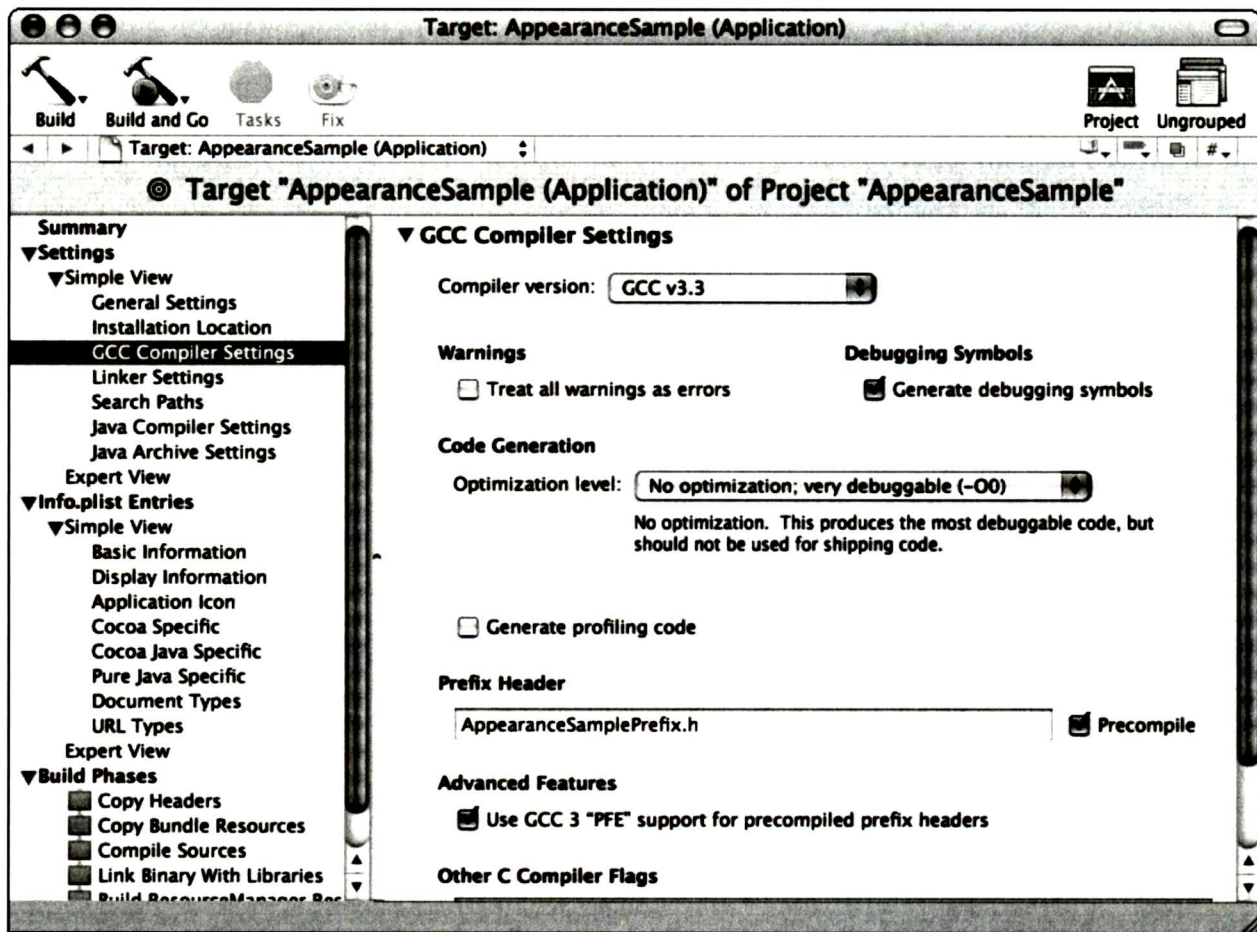 Target: AppearanceSample (Application)
Build
Build and Go
Tasks
Fix
Project
Ungrouped
Target: AppearanceSample (Application)
#
Target "AppearanceSample (Application)" of Project "AppearanceSample"
Summary
Settings
Simple View
General Settings
Installation Location
GCC Compiler Settings
Linker Settings
Search Paths
Java Compiler Settings
Java Archive Settings
Expert View
Info.plist Entries
Simple View
Basic Information
Display Information
Application Icon
Cocoa Specific
Cocoa Java Specific
Pure Java Specific
Document Types
URL Types
Expert View
Build Phases
Copy Headers
Copy Bundle Resources
Compile Sources
Link Binary With Libraries
Build ResourceManager Res
GCC Compiler Settings
Compiler version: GCC v3.3
Warnings
Treat all warnings as errors
Debugging Symbols
Generate debugging symbols
Code Generation
Optimization level: No optimization; very debuggable (-O0)
No optimization. This produces the most debuggable code, but
should not be used for shipping code.
Generate profiling code
Prefix Header
AppearanceSamplePrefix.h
Precompile
Advanced Features
Use GCC 3 "PFE" support for precompiled prefix headers
Other C Compiler Flags